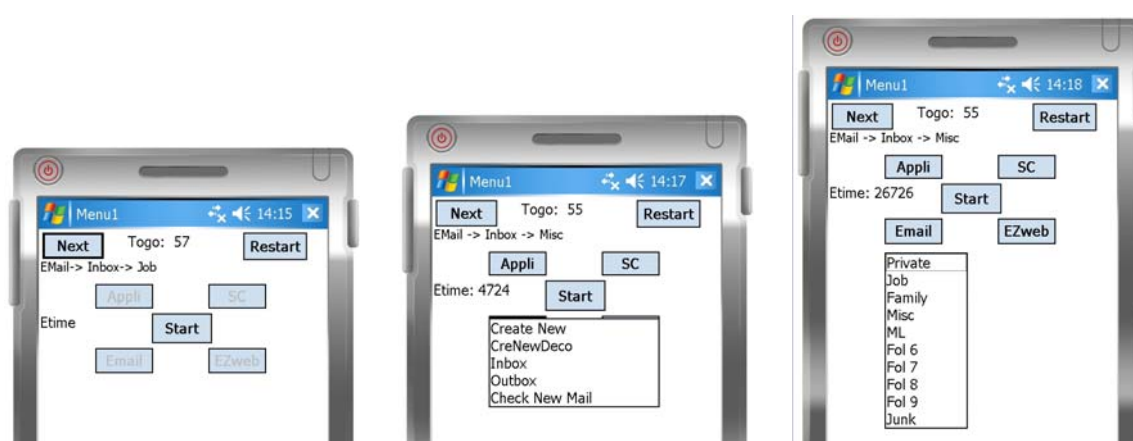 Menu1 14:15
Next Togo: 57 Restart
EMail-> Inbox-> Job
Appli SC
Etime Start
Email EZweb
Menu1 14:17
Next Togo: 55 Restart
EMail -> Inbox -> Misc
Appli SC
Etime: 4724 Start
Create New
CreNewDeco
Inbox
Outbox
Check New Mail
Menu1 14:18
Next Togo: 55 Restart
EMail -> Inbox -> Misc
Appli SC
Etime: 26726 Start
Email EZweb
Private
Job
Family
Misc
ML
Fol 6
Fol 7
Fol 8
Fol 9
Junk